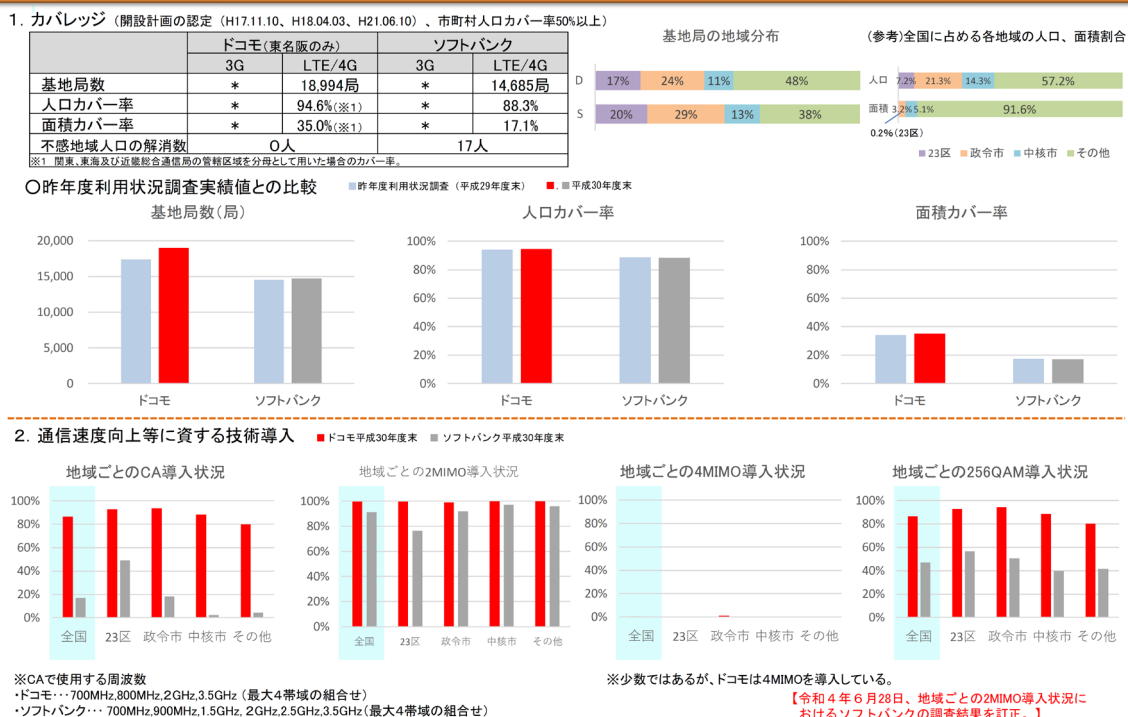 1. カバレッジ（開設計画の認定（H17.11.10、H18.04.03、H21.06.10）、市町村人口カバー率50%以上）
ドコモ(東名阪のみ) ソフトバンク
3G LTE/4G 3G LTE/4G
基地局数 * 18,994局 * 14,685局
人口カバー率 * 94.6%(※1) * 88.3%
面積カバー率 * 35.0%(※1) * 17.1%
不感地域人口の解消数 0人 17人
※1 関東、東海及び近畿総合通信局の管轄区域を分母として用いた場合のカバー率。
基地局の地域分布
D 17% 24% 11% 48%
S 20% 29% 13% 38%
(参考)全国に占める各地域の人口、面積割合
人口 7.2% 21.3% 14.3% 57.2%
面積 3.2% 5.1% 91.6%
0.2%(23区)
■23区 ■政令市 ■中核市 ■その他
〇昨年度利用状況調査実績値との比較
■昨年度利用状況調査（平成29年度末） ■,■平成30年度末
基地局数(局)
20,000
15,000
10,000
5,000
0
ドコモ ソフトバンク
人口カバー率
100%
80%
60%
40%
20%
0%
ドコモ ソフトバンク
面積カバー率
100%
80%
60%
40%
20%
0%
ドコモ ソフトバンク
2. 通信速度向上等に資する技術導入
■ドコモ平成30年度末 ■ソフトバンク平成30年度末
地域ごとのCA導入状況
100%
80%
60%
40%
20%
0%
全国 23区 政令市 中核市 その他
地域ごとの2MIMO導入状況
100%
80%
60%
40%
20%
0%
全国 23区 政令市 中核市 その他
地域ごとの4MIMO導入状況
100%
80%
60%
40%
20%
0%
全国 23区 政令市 中核市 その他
地域ごとの256QAM導入状況
100%
80%
60%
40%
20%
0%
全国 23区 政令市 中核市 その他
※CAで使用する周波数
・ドコモ･･･700MHz,800MHz,2GHz,3.5GHz（最大4帯域の組合せ）
・ソフトバンク･･･ 700MHz,900MHz,1.5GHz, 2GHz,2.5GHz,3.5GHz（最大4帯域の組合せ）
※少数ではあるが、ドコモは4MIMOを導入している。
【令和４年６月28日、地域ごとの2MIMO導入状況に
おけるソフトバンクの調査結果を訂正。】